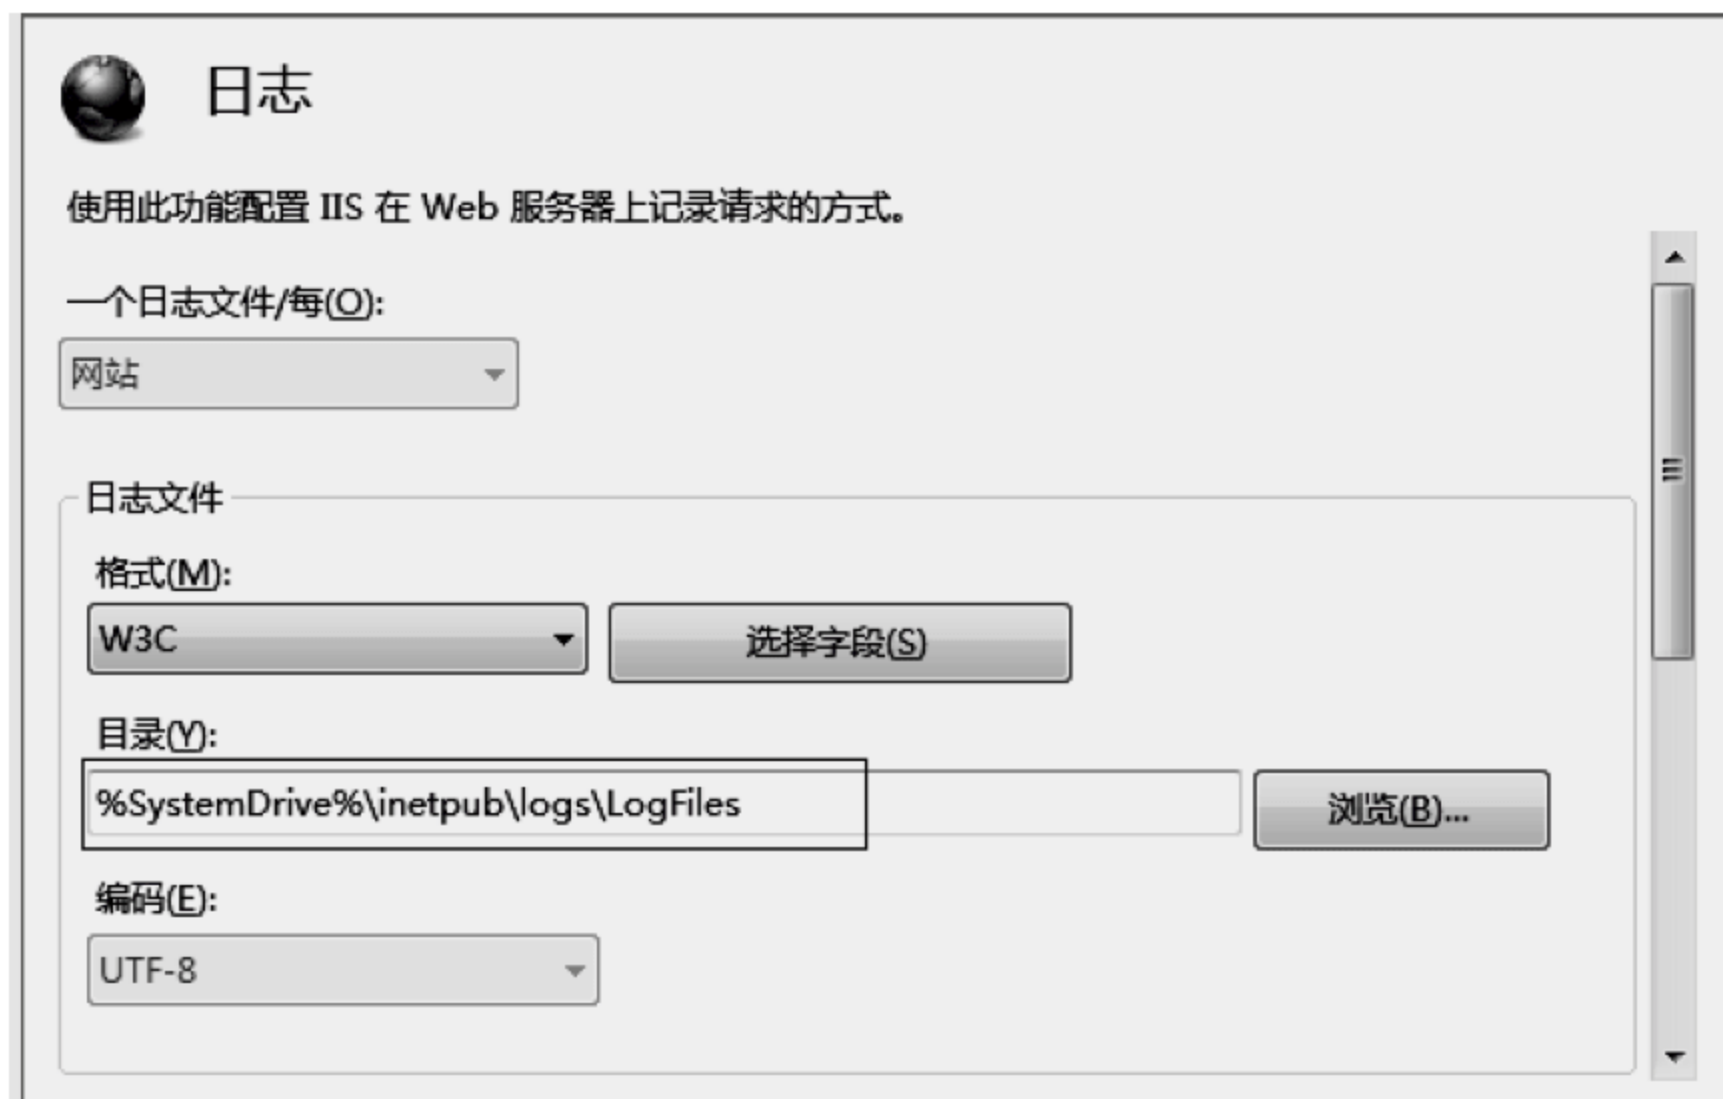 日志
使用此功能配置 IIS 在 Web 服务器上记录请求的方式。
一个日志文件/每(O):
网站
日志文件
格式(M):
W3C
选择字段(S)
目录(Y):
%SystemDrive%\inetpub\logs\LogFiles
浏览(B)...
编码(E):
UTF-8